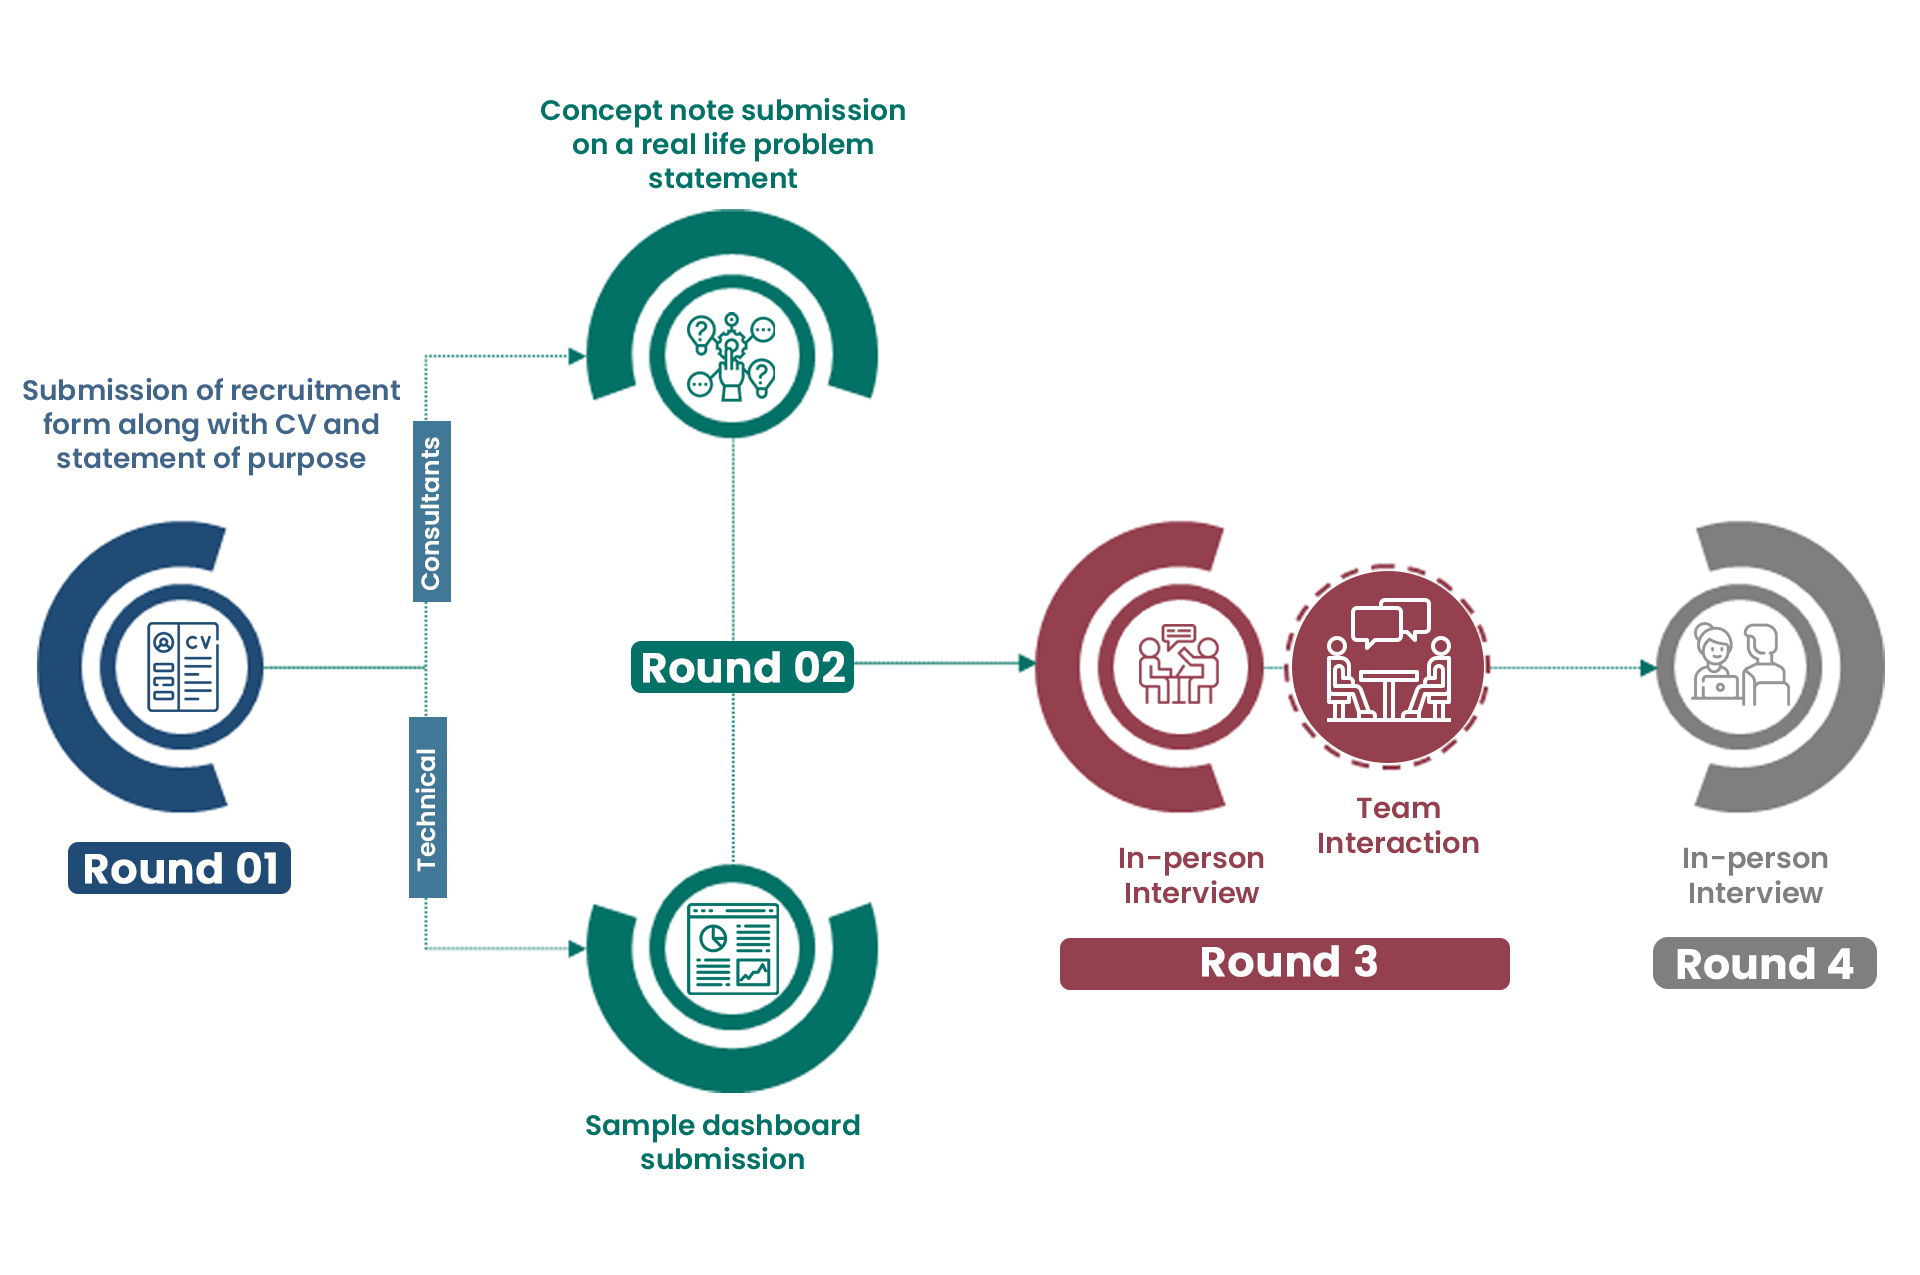 Concept note submission
on a real life problem
statement
Submission of recruitment
form along with CV and
statement of purpose
Consultants
CV
Round 01
Technical
Round 02
Sample dashboard
submission
In-person
Interview
Team
Interaction
Round 3
In-person
Interview
Round 4